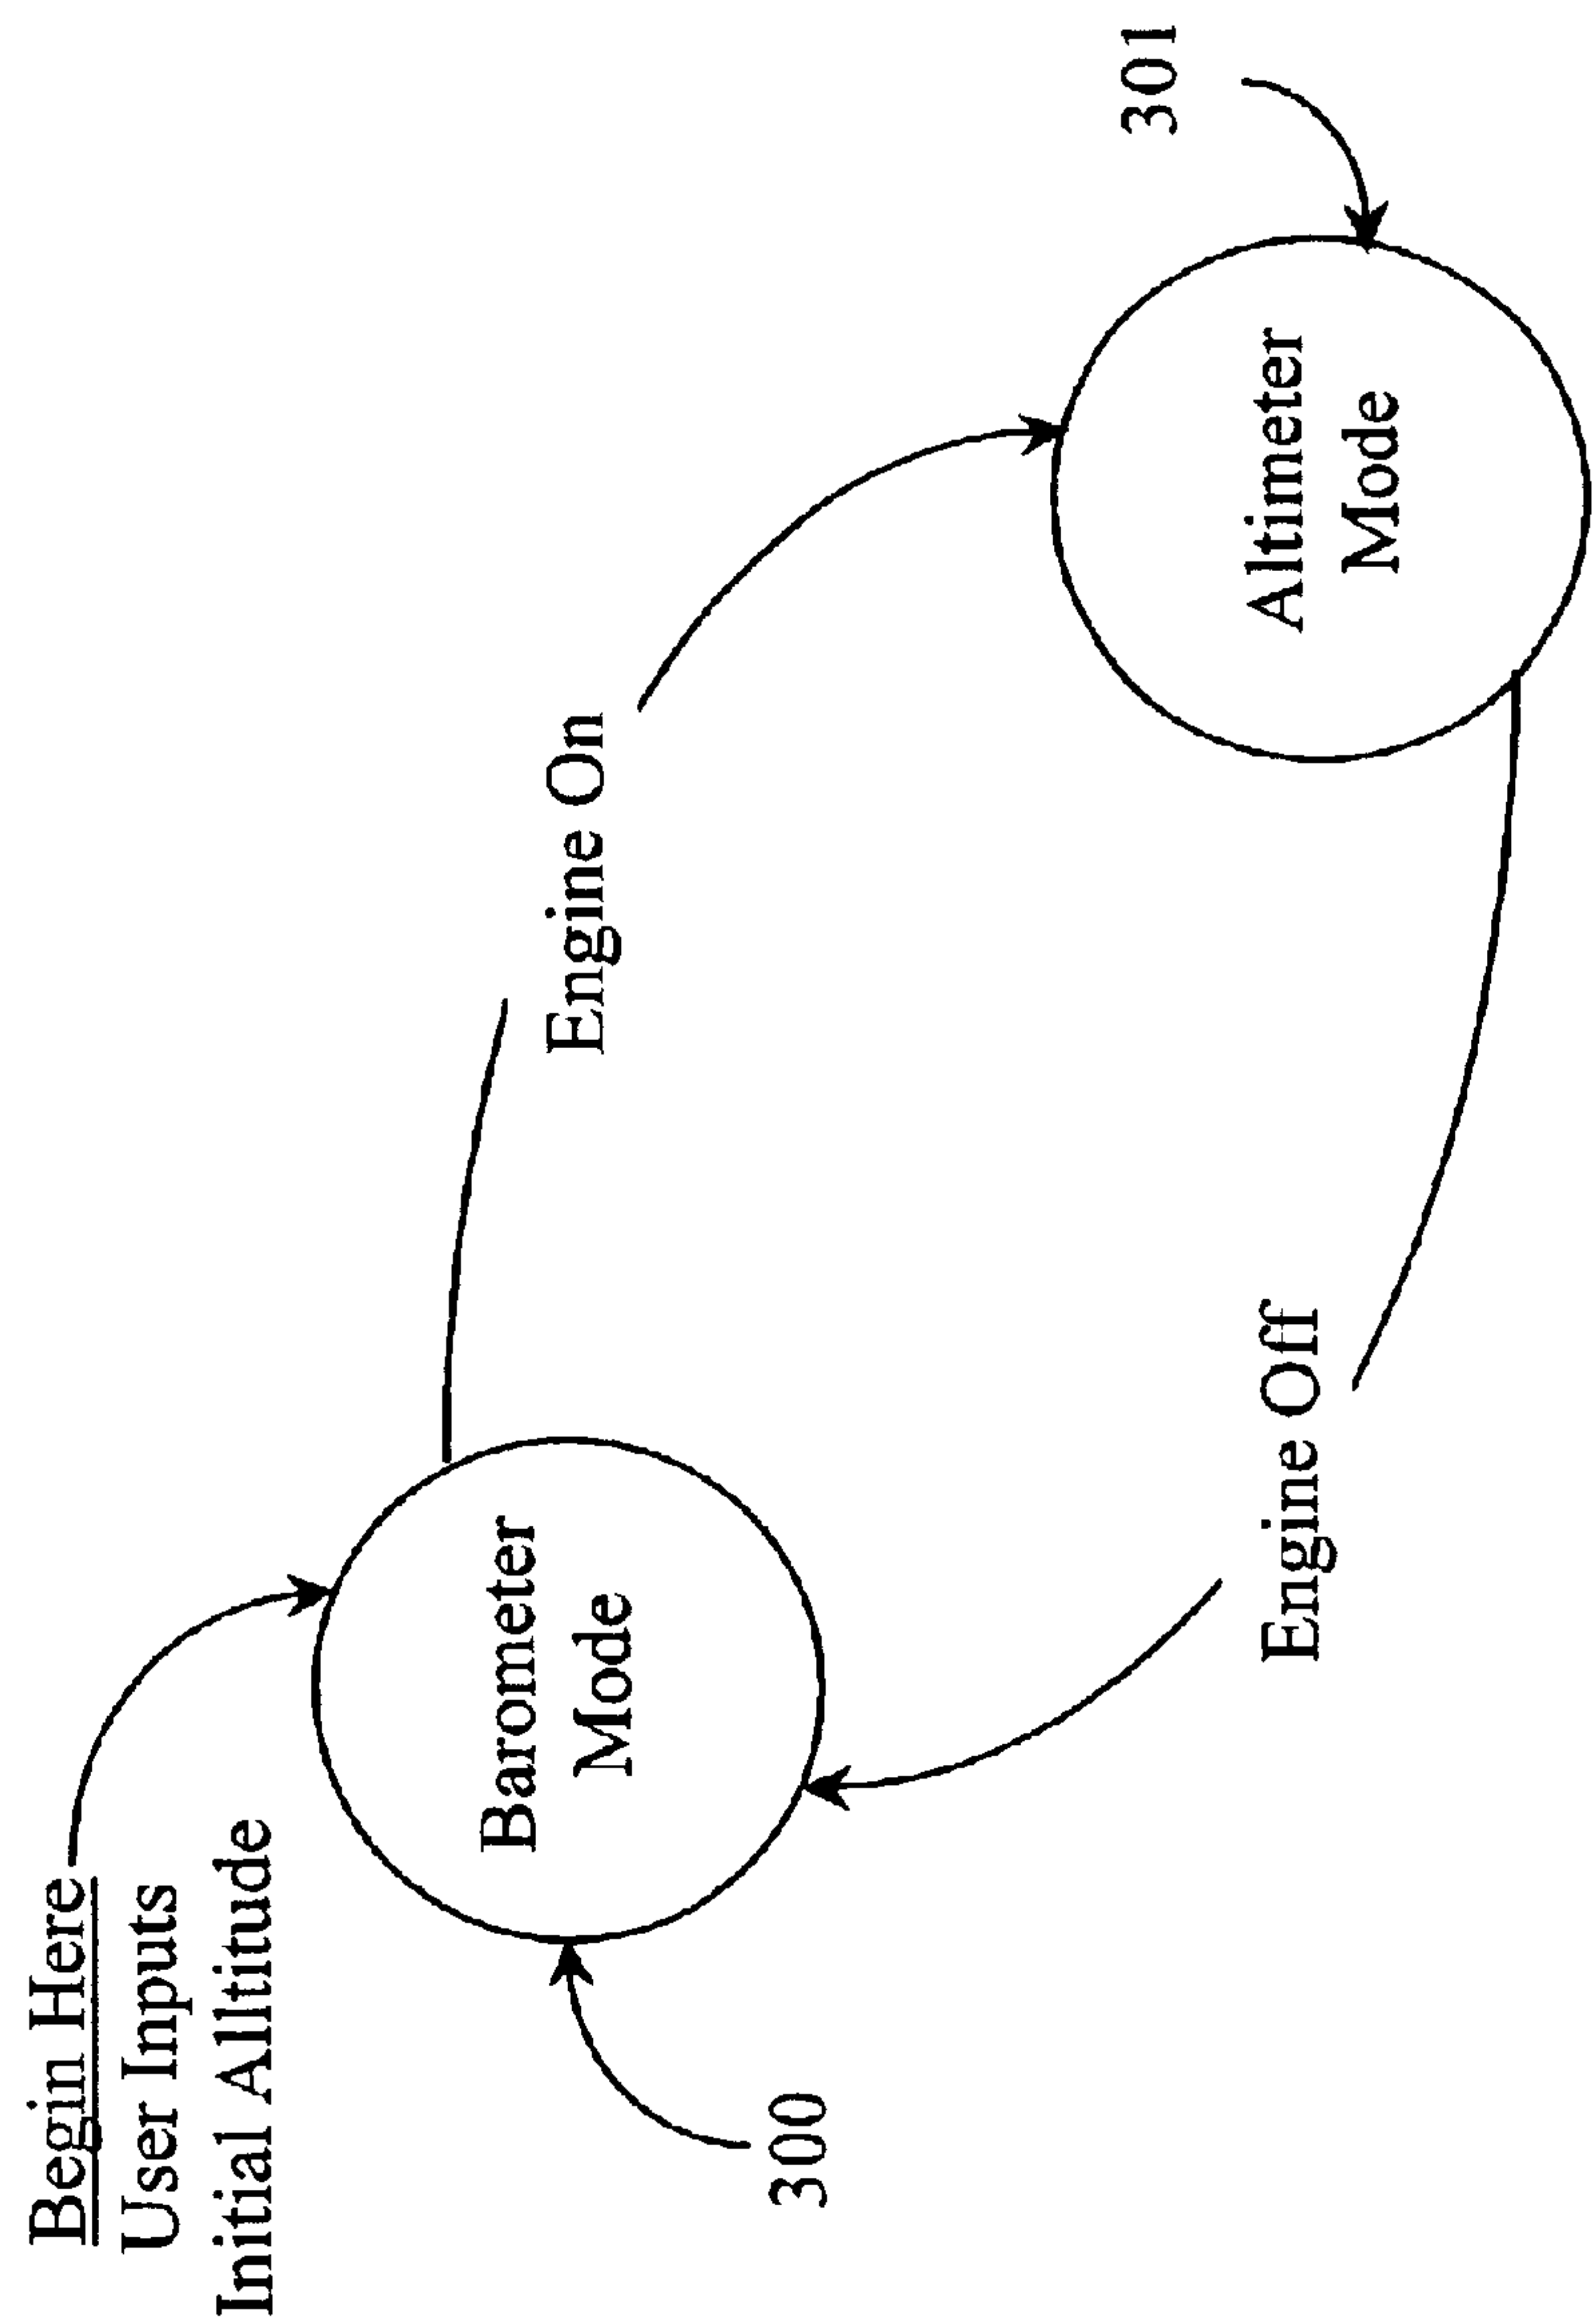 Begin Here
User Inputs
Initial Alltitude
Barometer
Mode
300
Engine On
Engine Off
Altimeter
Mode
301